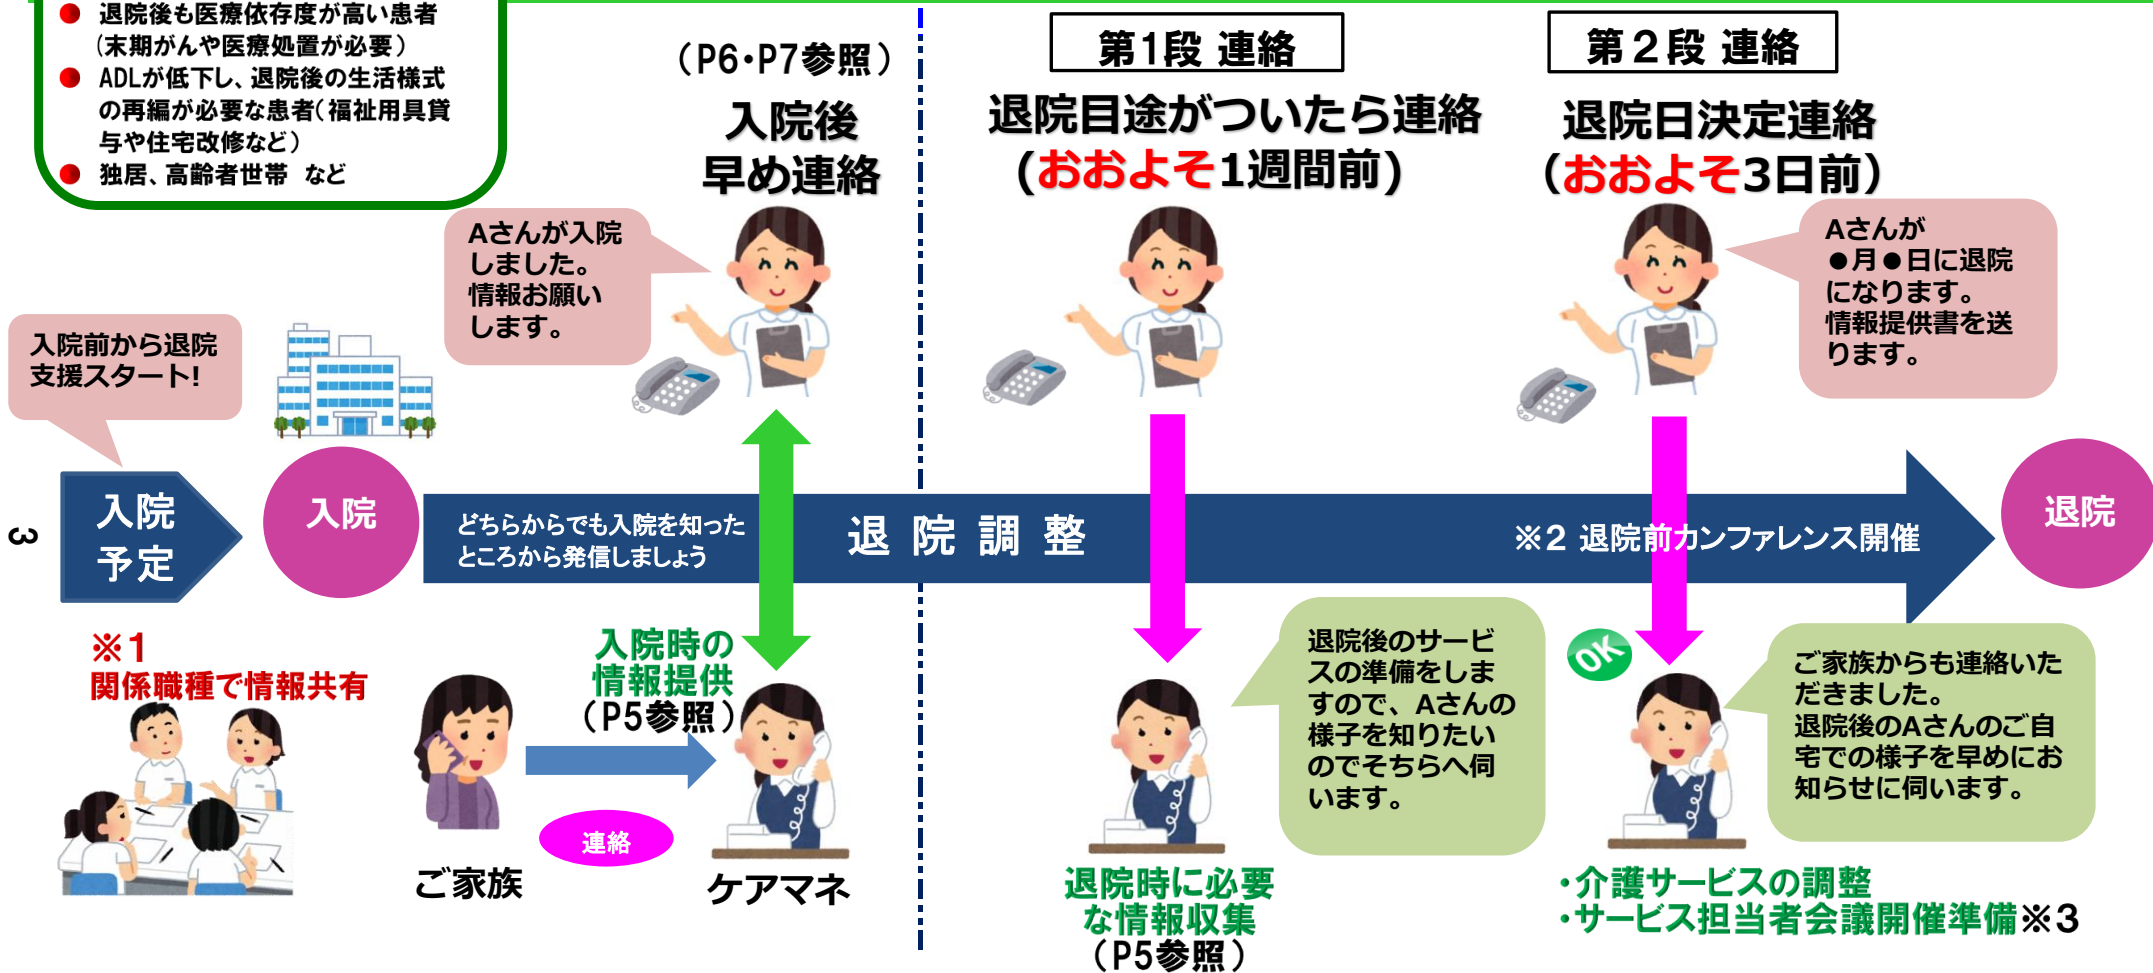 退院後も医療依存度が高い患者
(末期がんや医療処置が必要)
ADLが低下し、退院後の生活様式
の再編が必要な患者(福祉用具貸
与や住宅改修など)
独居、高齢者世帯 など
(P6・P7参照)
入院後
早め連絡
第1段 連絡
退院目途がついたら連絡
(おおよそ1週間前)
第2段 連絡
退院日決定連絡
(おおよそ3日前)
Aさんが入院
しました。
情報お願い
します。
Aさんが
●月●日に退院
になります。
情報提供書を送
ります。
入院前から退院
支援スタート!
入院
予定
入院
どちらからでも入院を知った
ところから発信しましょう
退院調整
※2 退院前カンファレンス開催
退院
3
※1
関係職種で情報共有
入院時の
情報提供
(P5参照)
連絡
ご家族
ケアマネ
退院後のサービ
スの準備をしま
すので、Aさんの
様子を知りたい
のでそちらへ伺
います。
退院時に必要
な情報収集
(P5参照)
OK
ご家族からも連絡いた
だきました。
退院後のAさんのご自
宅での様子を早めにお
知らせに伺います。
・介護サービスの調整
・サービス担当者会議開催準備※3